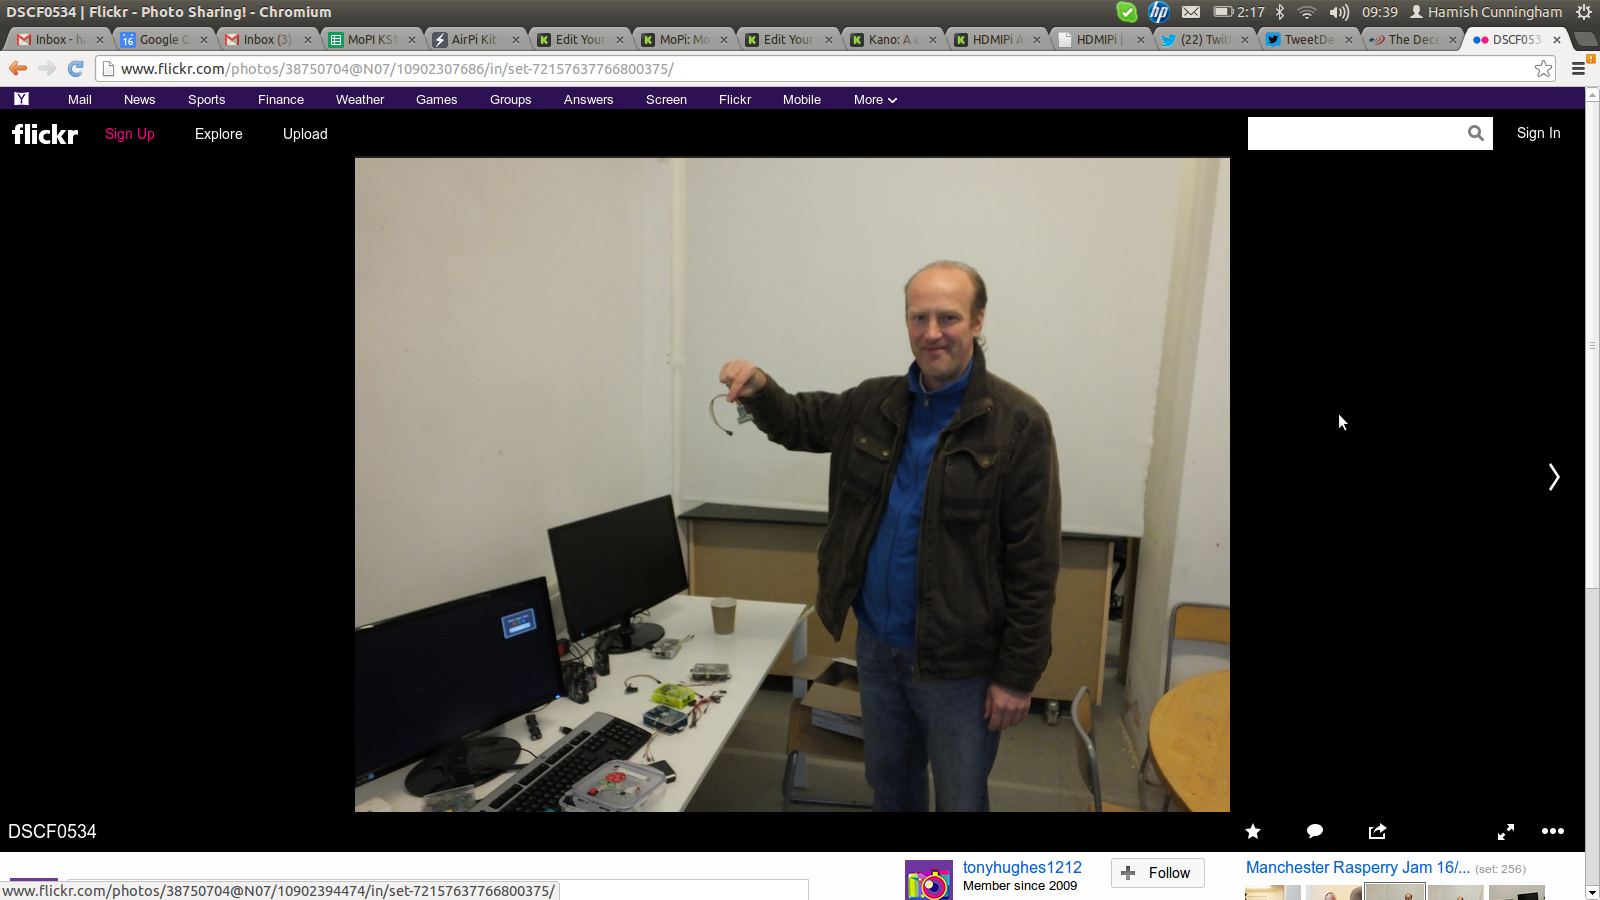 DSCF0534 | Flickr - Photo Sharing! - Chromium
2:17 09:39 Hamish Cunningham
Inbox - ha
Google C
Inbox (3)
MoPI KS1
AirPi Kit -
Edit Your
MoPi: Mo
Edit Your
Kano: A c
HDMIPi A
HDMIPi |
(22) Twit
TweetDe
The Dece
DSCF053
www.flickr.com/photos/38750704@N07/10902307686/in/set-72157637766800375/
Mail News Sports Finance Weather Games Groups Answers Screen Flickr Mobile More
flickr Sign Up Explore Upload Sign In
DSCF0534
tonyhughes1212
Member since 2009
Follow
Manchester Rasperry Jam 16/... (set: 256)
www.flickr.com/photos/38750704@N07/10902394474/in/set-72157637766800375/